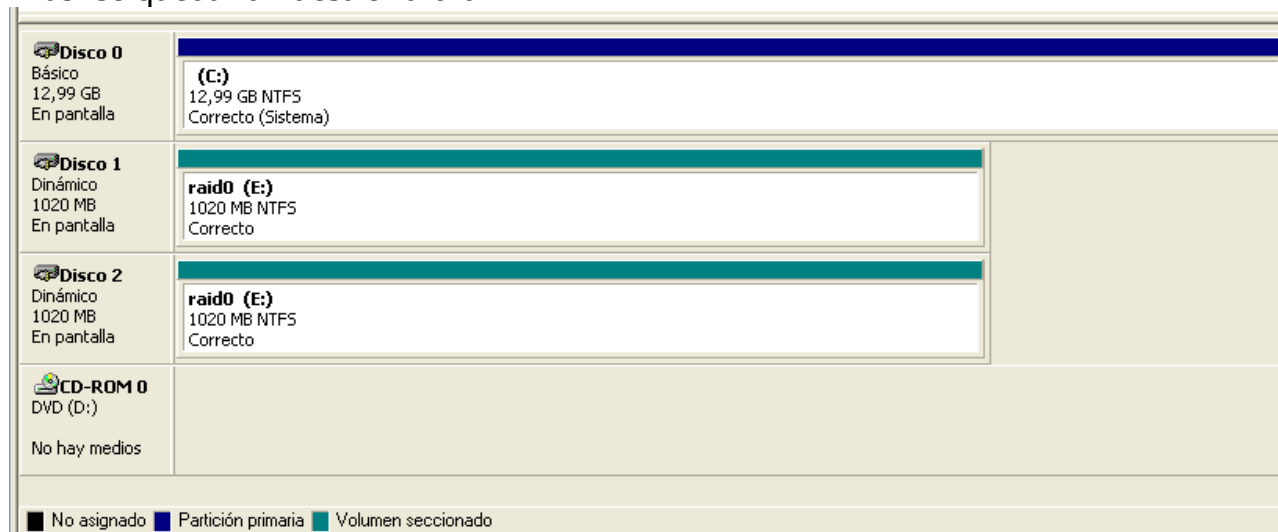 Disco 0
Básico
12,99 GB
En pantalla
(C:)
12,99 GB NTFS
Correcto (Sistema)
Disco 1
Dinámico
1020 MB
En pantalla
raid0 (E:)
1020 MB NTFS
Correcto
Disco 2
Dinámico
1020 MB
En pantalla
raid0 (E:)
1020 MB NTFS
Correcto
CD-ROM 0
DVD (D:)
No hay medios
No asignado Partición primaria Volumen seccionado